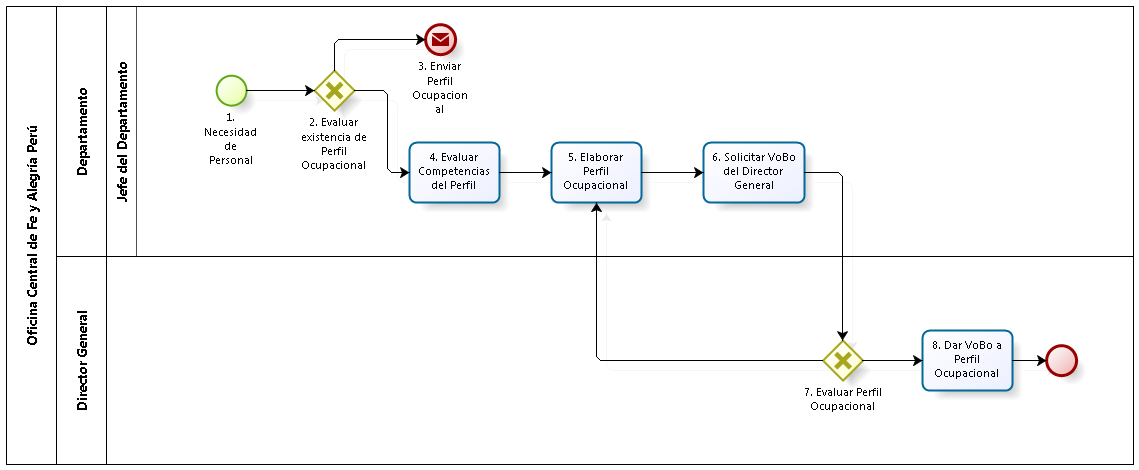 Oficina Central de Fe y Alegría Perú
Departamento
Jefe del Departamento
1.
Necesidad
de
Personal
2. Evaluar
existencia de
Perfil
Ocupacional
3. Enviar
Perfil
Ocupacion
al
4. Evaluar
Competencias
del Perfil
5. Elaborar
Perfil
Ocupacional
6. Solicitar VoBo
del Director
General
Director General
7. Evaluar Perfil
Ocupacional
8. Dar VoBo a
Perfil
Ocupacional